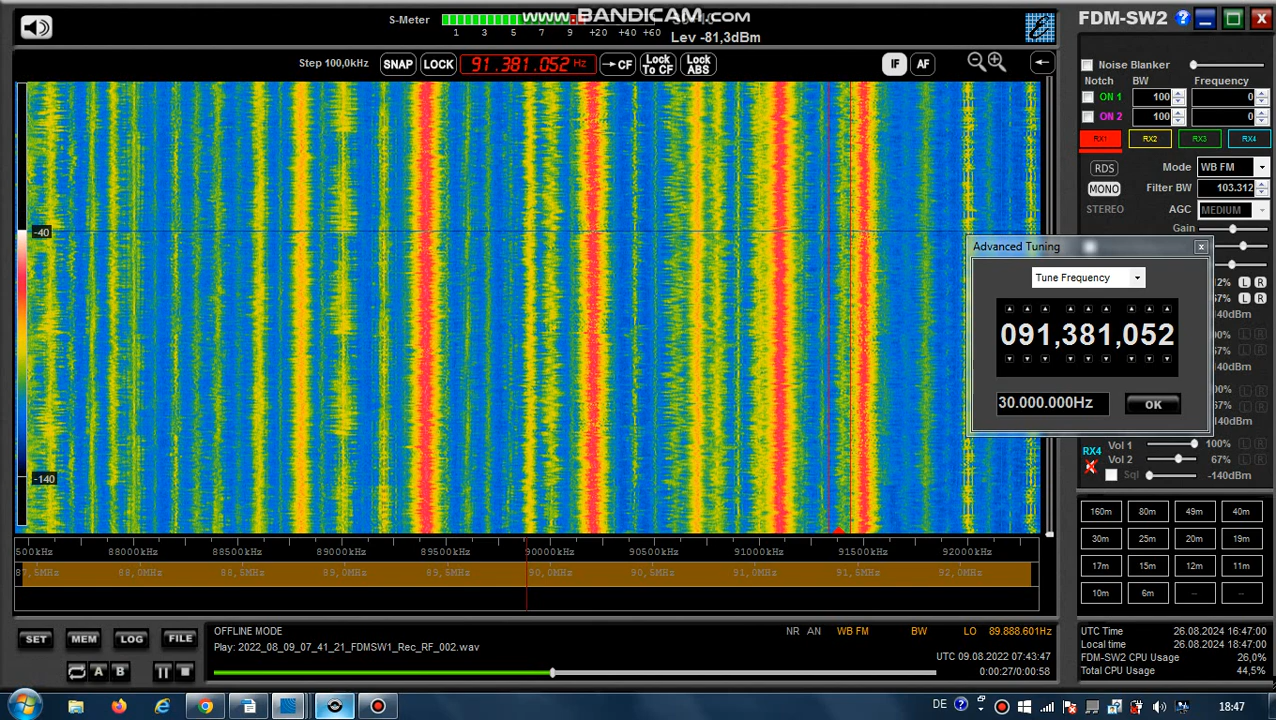 S-Meter
1 3 5 7 9 +20 +40 +60
www.BANDICAM.com
Lev -81,3dBm
FDM-SW2
Step 100,0kHz
SNAP
LOCK
91.381.052 Hz
→CF
Lock To CF
Lock ABS
IF
AF
Noise Blanker
Notch BW Frequency
ON 1 100 0
ON 2 100 0
RX1 RX2 RX3 RX4
RDS
Mode WB FM
MONO
Filter BW 103.312
STEREO
AGC MEDIUM
Gain
-40
-140
Advanced Tuning
x
Tune Frequency
091,381,052
30.000.000Hz
OK
2% L R
7% L R
140dBm
00% L R
67% L R
140dBm
00% L R
67% L R
140dBm
RX4
Vol 1 100% L R
Vol 2 67% L R
Sql -140dBm
500kHz 88000kHz 88500kHz 89000kHz 89500kHz 90000kHz 90500kHz 91000kHz 91500kHz 92000kHz
87,5MHz 88,0MHz 88,5MHz 89,0MHz 89,5MHz 90,0MHz 90,5MHz 91,0MHz 91,5MHz 92,0MHz
160m 80m 49m 40m
30m 25m 20m 19m
17m 15m 12m 11m
10m 6m -- --
SET
MEM
LOG
FILE
A
B
OFFLINE MODE
NR AN WB FM BW LO 89.888.601Hz
Play: 2022_08_09_07_41_21_FDMSW1_Rec_RF_002.wav
UTC 09.08.2022 07:43:47
0:00:27/0:00:58
UTC Time 26.08.2024 16:47:00
Local time 26.08.2024 18:47:00
FDM-SW2 CPU Usage 26,0%
Total CPU Usage 44,5%
DE
18:47